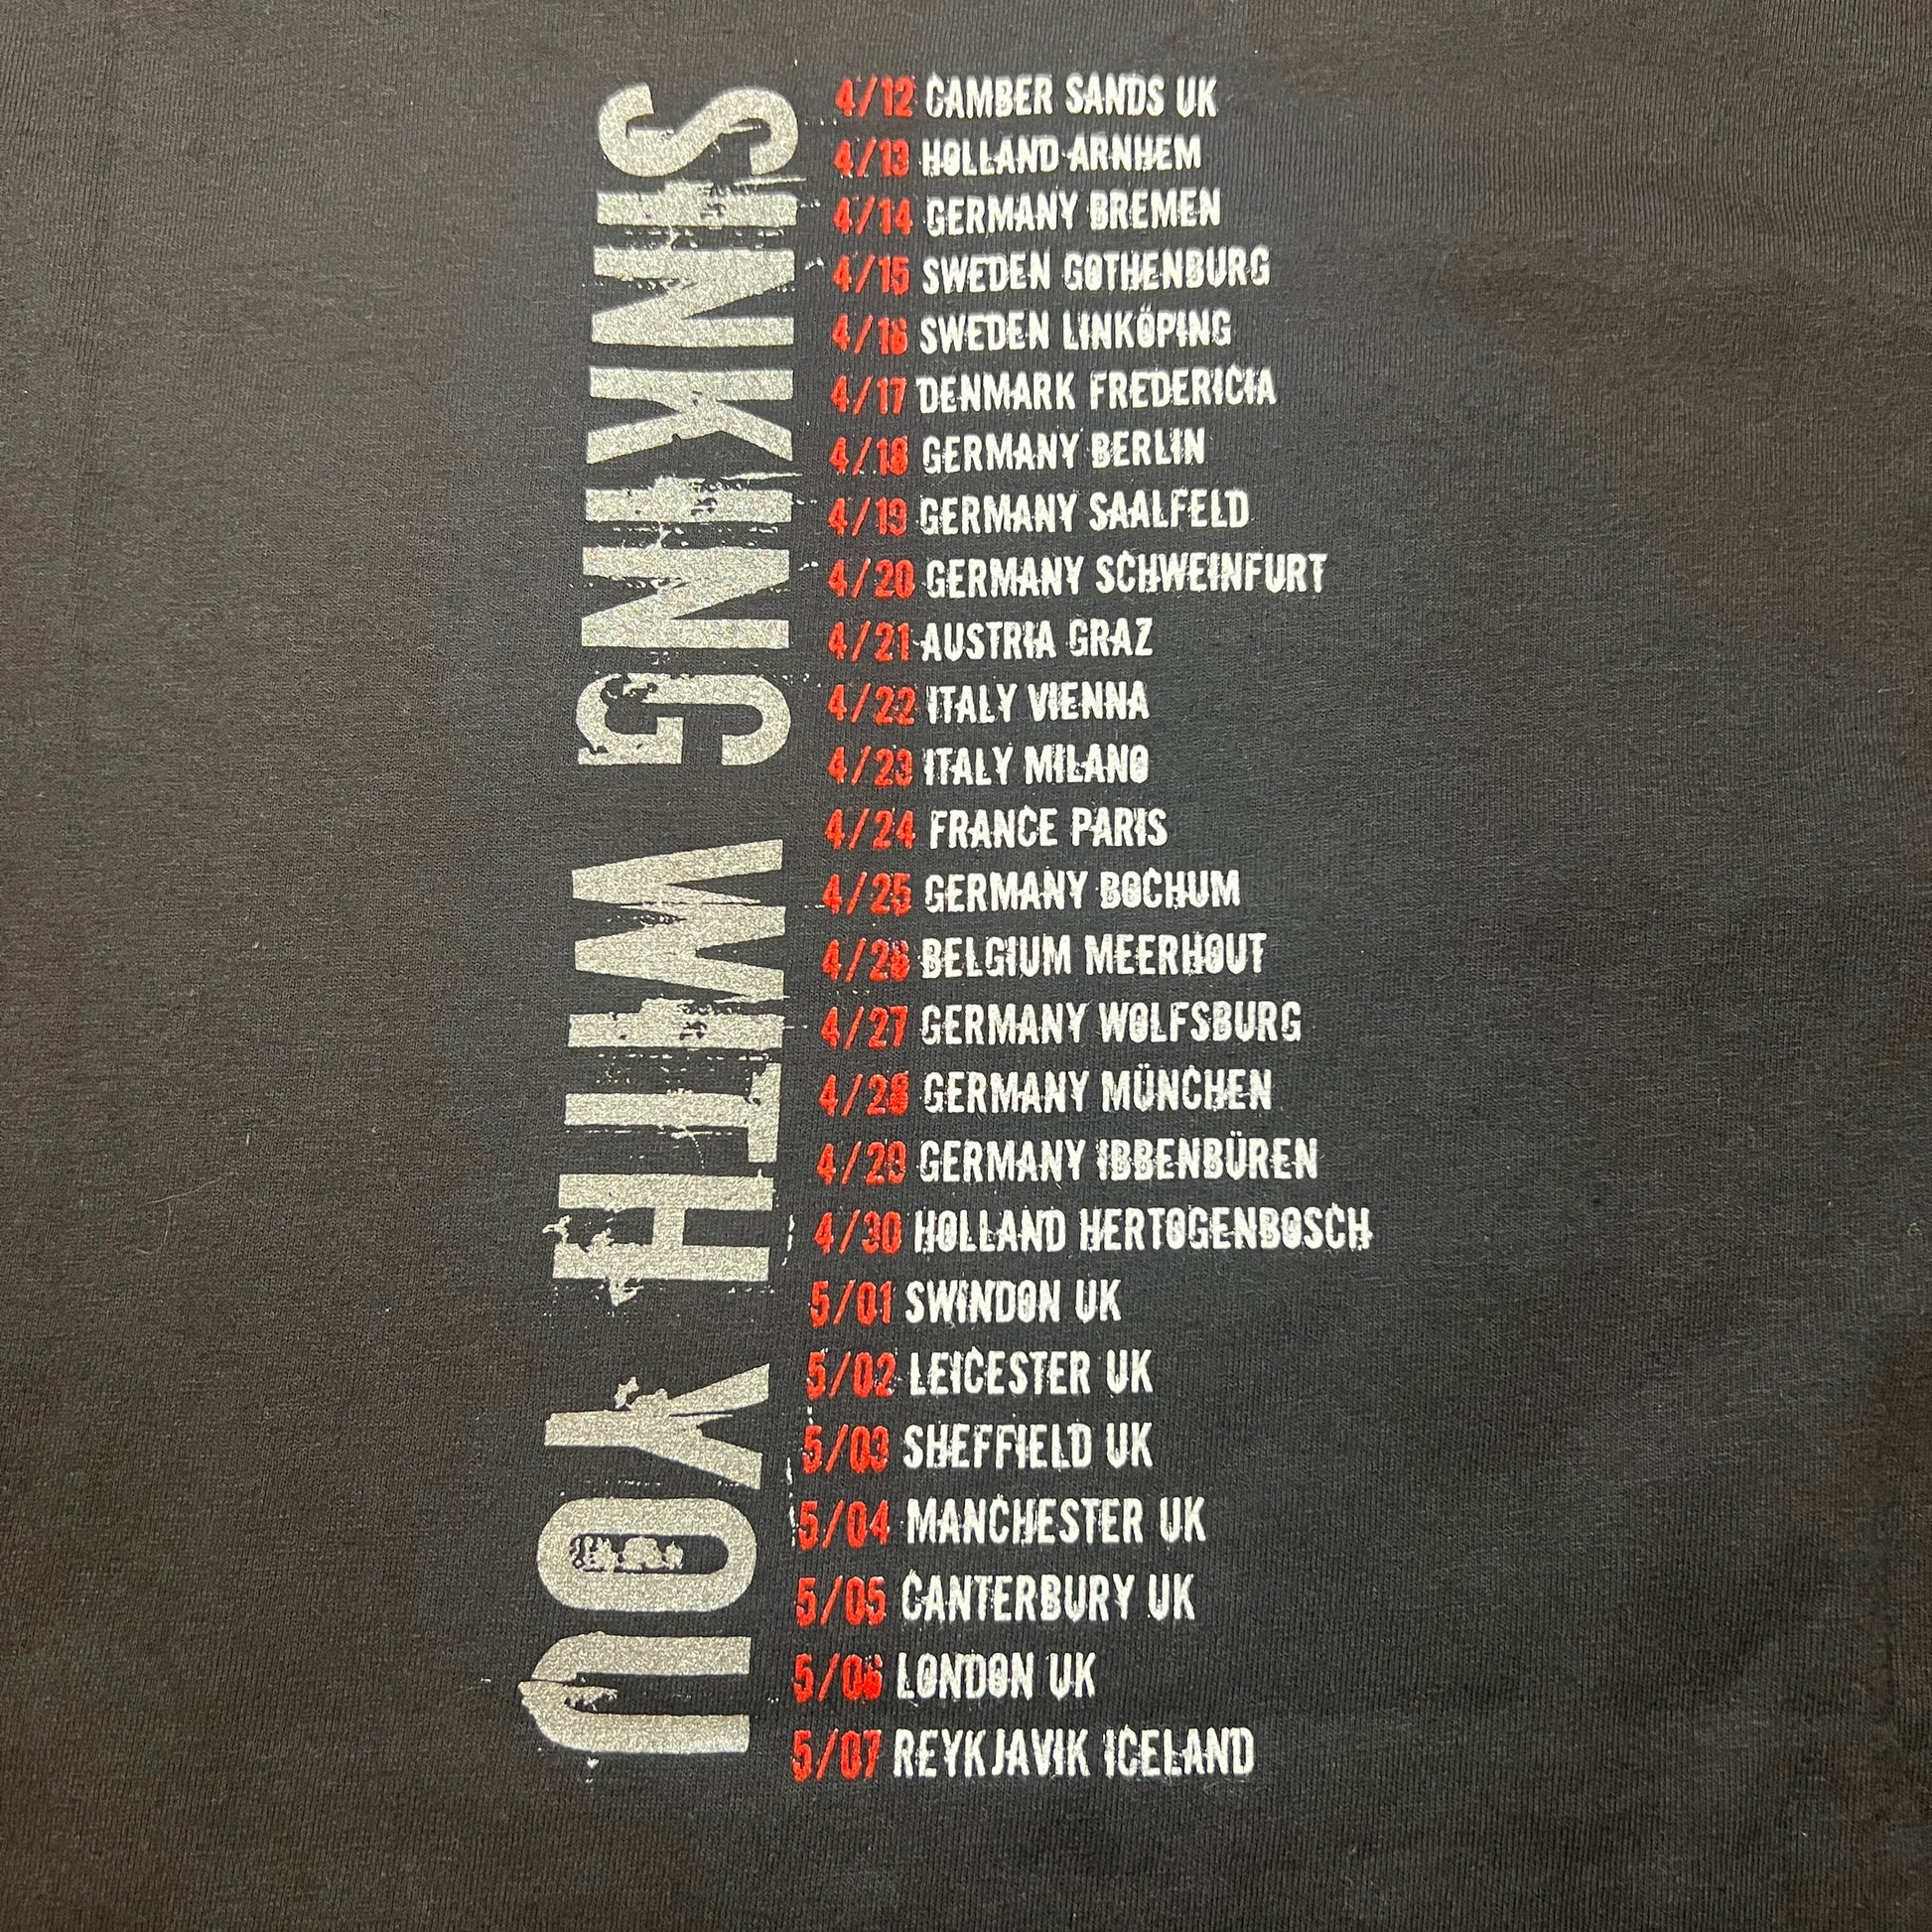 SINKING WITH YOU
4/12 CAMBER SANDS UK
4/13 HOLLAND ARNHEM
4/14 GERMANY BREMEN
4/15 SWEDEN GOTHENBURG
4/16 SWEDEN LINKÖPING
4/17 DENMARK FREDERICIA
4/18 GERMANY BERLIN
4/19 GERMANY SAALFELD
4/20 GERMANY SCHWEINFURT
4/21 AUSTRIA GRAZ
4/22 ITALY VIENNA
4/23 ITALY MILANO
4/24 FRANCE PARIS
4/25 GERMANY BOCHUM
4/26 BELGIUM MEERHOUT
4/27 GERMANY WOLFSBURG
4/28 GERMANY MÜNCHEN
4/29 GERMANY IBBENBÜREN
4/30 HOLLAND HERTOGENBOSCH
5/01 SWINDON UK
5/02 LEICESTER UK
5/03 SHEFFIELD UK
5/04 MANCHESTER UK
5/05 CANTERBURY UK
5/06 LONDON UK
5/07 REYKJAVIK ICELAND